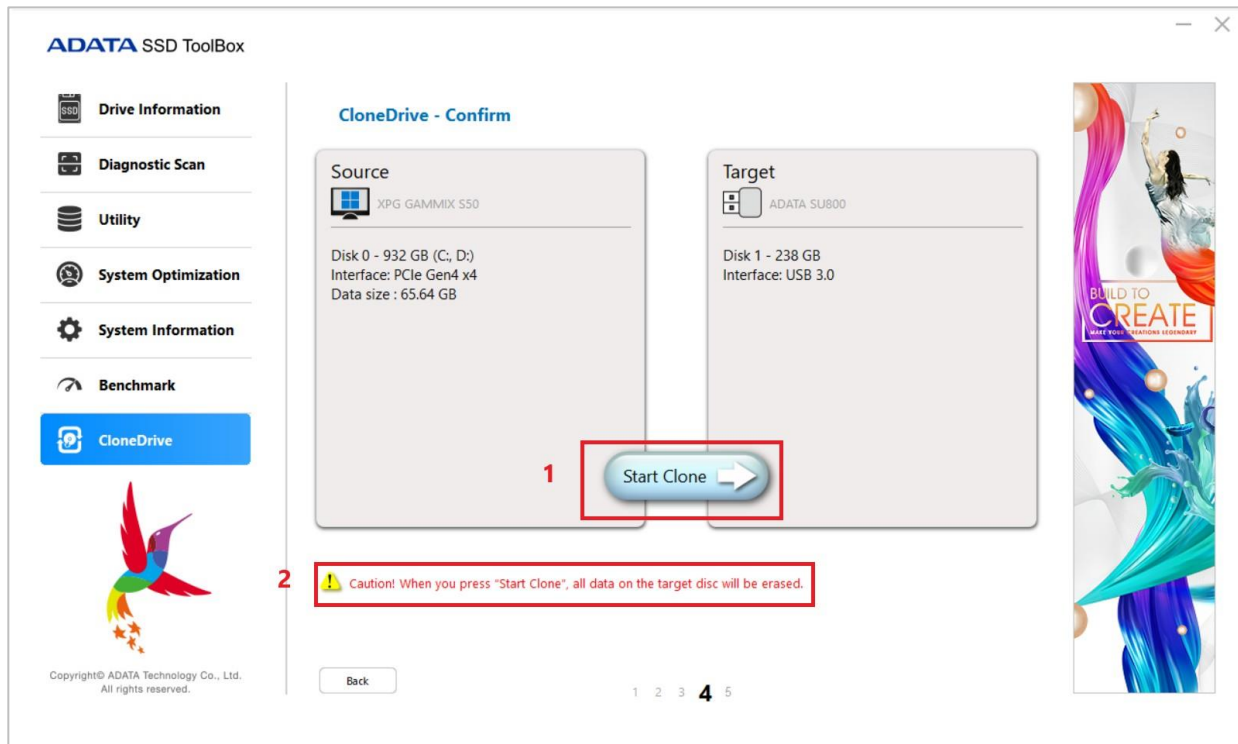 ADATA SSD ToolBox
SSD
Drive Information
Diagnostic Scan
Utility
System Optimization
System Information
Benchmark
CloneDrive
Copyright© ADATA Technology Co., Ltd.
All rights reserved.
CloneDrive - Confirm
Source
XPG GAMMIX S50
Disk 0 - 932 GB (C:, D:)
Interface: PCIe Gen4 x4
Data size : 65.64 GB
Target
ADATA SU800
Disk 1 - 238 GB
Interface: USB 3.0
1
Start Clone
2
Caution! When you press "Start Clone", all data on the target disc will be erased.
Back
1 2 3 4 5
BUILD TO
CREATE
MAKE YOUR CREATIONS LEGENDARY